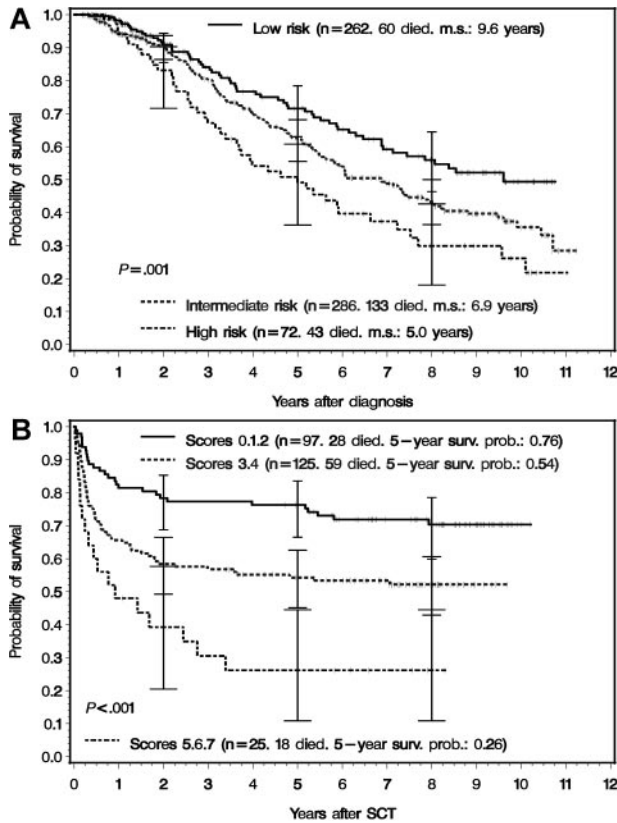 A
Low risk (n=262. 60 died. m.s.: 9.6 years)
1.0
0.9
0.8
0.7
0.6
0.5
0.4
0.3
0.2
0.1
0.0
Probability of survival
P=.001
Intermediate risk (n=286. 133 died. m.s.: 6.9 years)
High risk (n=72. 43 died. m.s.: 5.0 years)
0 1 2 3 4 5 6 7 8 9 10 11 12
Years after diagnosis
B
Scores 0.1.2 (n=97. 28 died. 5-year surv. prob.: 0.76)
Scores 3.4 (n=125. 59 died. 5-year surv. prob.: 0.54)
1.0
0.9
0.8
0.7
0.6
0.5
0.4
0.3
0.2
0.1
0.0
Probability of survival
P<.001
Scores 5.6.7 (n=25. 18 died. 5-year surv. prob.: 0.26)
0 1 2 3 4 5 6 7 8 9 10 11 12
Years after SCT